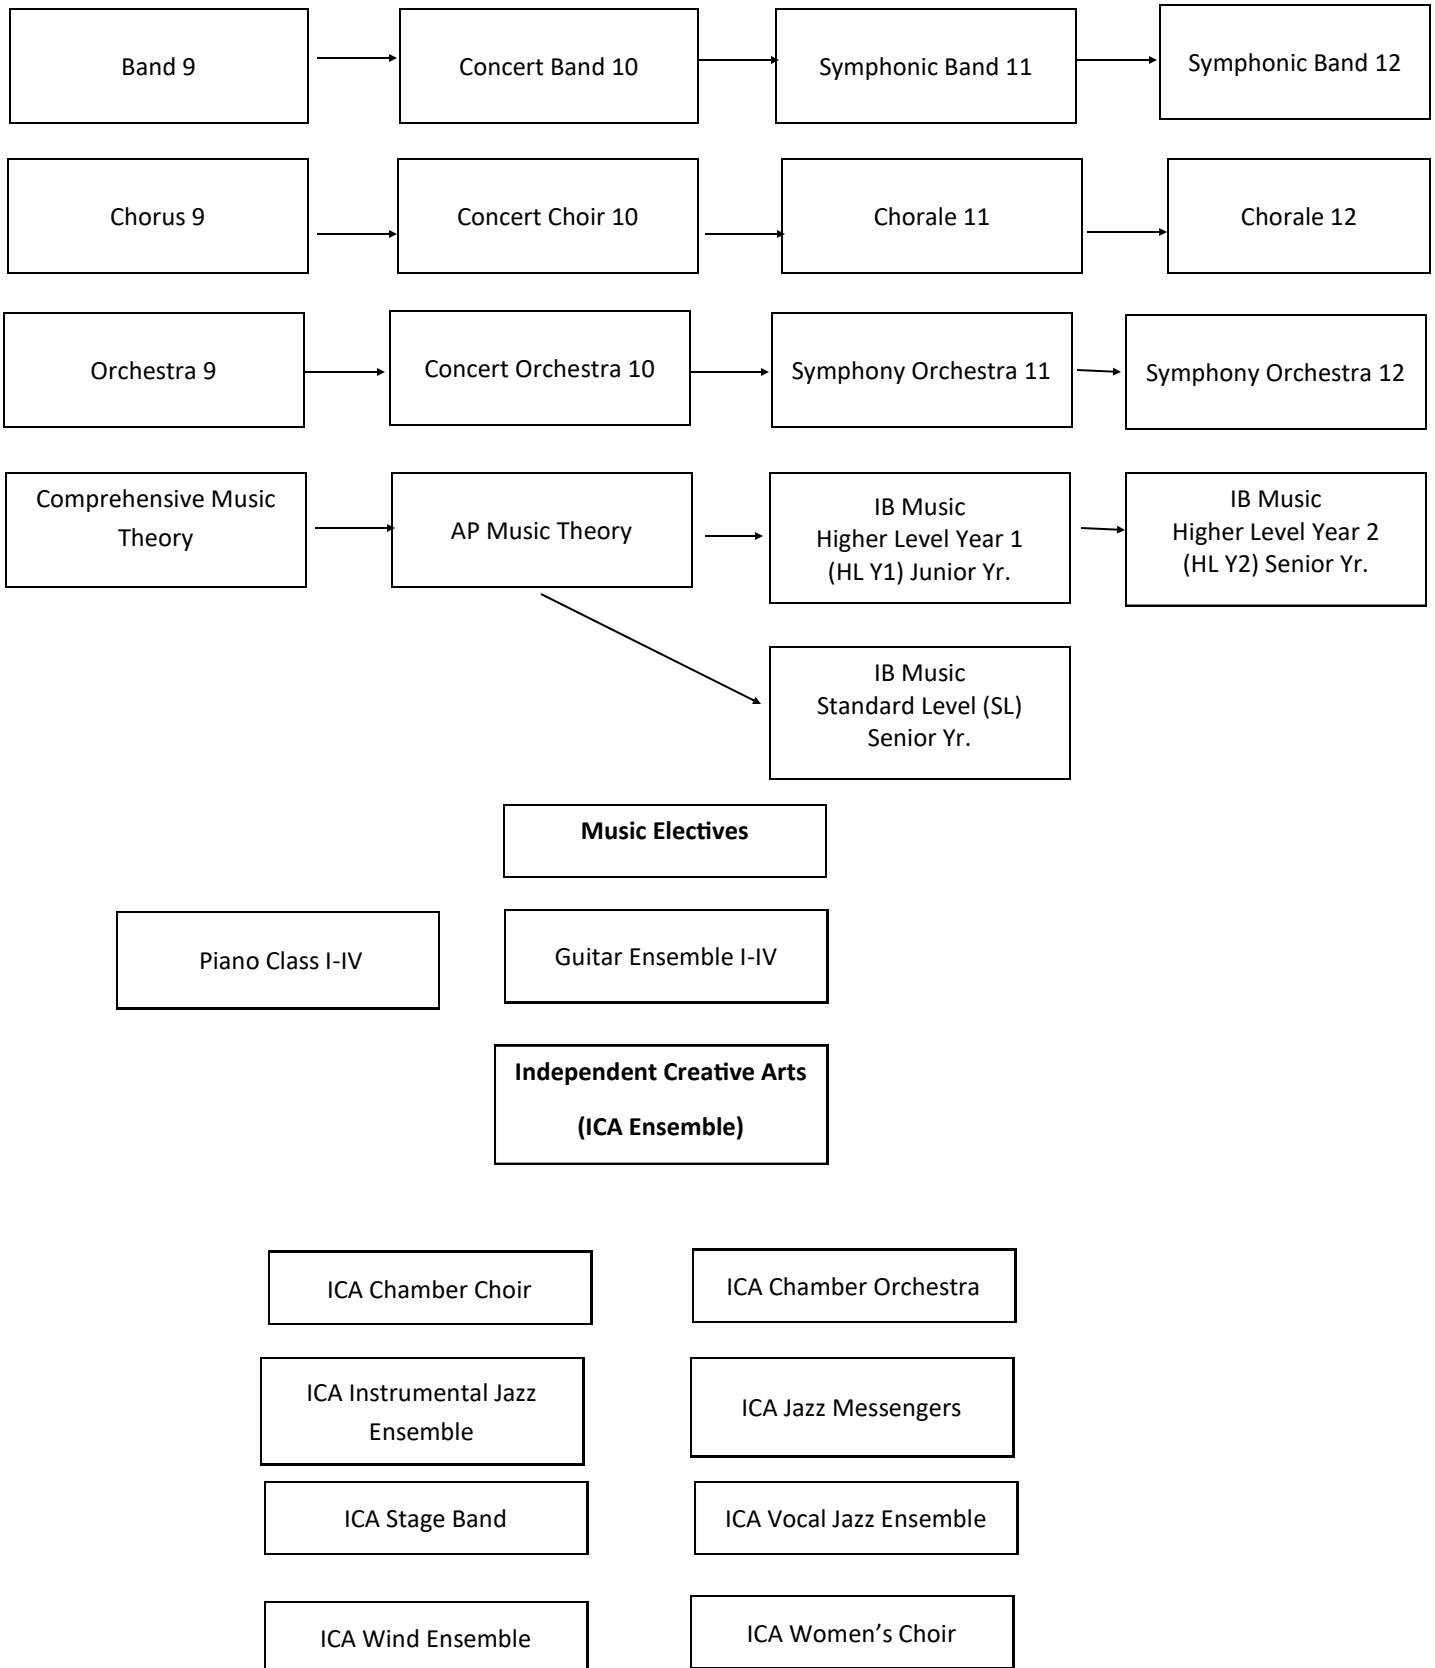 Band 9
Concert Band 10
Symphonic Band 11
Symphonic Band 12
Chorus 9
Concert Choir 10
Chorale 11
Chorale 12
Orchestra 9
Concert Orchestra 10
Symphony Orchestra 11
Symphony Orchestra 12
Comprehensive Music
Theory
AP Music Theory
IB Music
Higher Level Year 1
(HL Y1) Junior Yr.
IB Music
Higher Level Year 2
(HL Y2) Senior Yr.
IB Music
Standard Level (SL)
Senior Yr.
Music Electives
Piano Class I-IV
Guitar Ensemble I-IV
Independent Creative Arts
(ICA Ensemble)
ICA Chamber Choir
ICA Chamber Orchestra
ICA Instrumental Jazz
Ensemble
ICA Jazz Messengers
ICA Stage Band
ICA Vocal Jazz Ensemble
ICA Wind Ensemble
ICA Women’s Choir